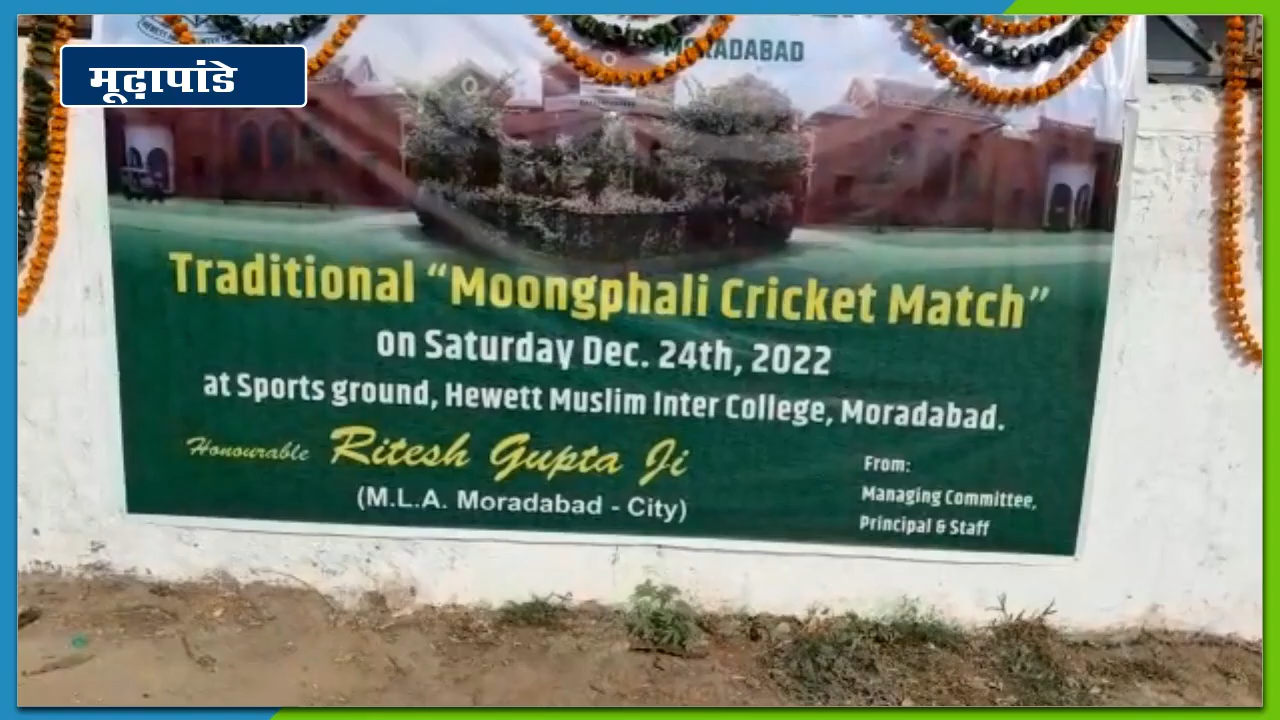 मूढ़ापांडे
MORADABAD
Traditional “Moongphali Cricket Match”
on Saturday Dec. 24th, 2022
at Sports ground, Hewett Muslim Inter College, Moradabad.
Honourable Ritesh Gupta Ji
(M.L.A. Moradabad - City)
From:
Managing Committee,
Principal & Staff